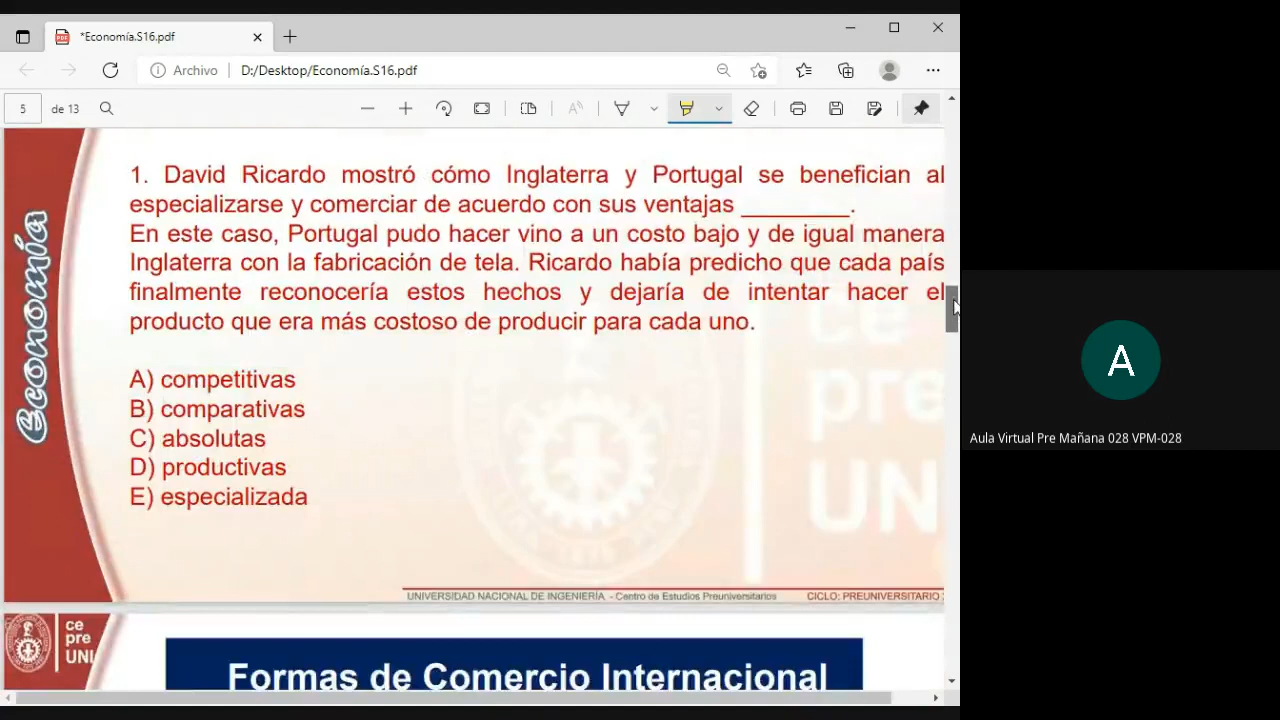 *Economía.S16.pdf
Archivo
D:/Desktop/Economía.S16.pdf
5
de 13
1. David Ricardo mostró cómo Inglaterra y Portugal se benefician al
especializarse y comerciar de acuerdo con sus ventajas ________.
En este caso, Portugal pudo hacer vino a un costo bajo y de igual manera
Inglaterra con la fabricación de tela. Ricardo había predicho que cada país
finalmente reconocería estos hechos y dejaría de intentar hacer el
producto que era más costoso de producir para cada uno.
A) competitivas
B) comparativas
C) absolutas
D) productivas
E) especializada
Economía
ce
pre
UN
UNIVERSIDAD NACIONAL DE INGENIERÍA - Centro de Estudios Preuniversitarios
CICLO: PREUNIVERSITARIO
ce
pre
UNI
Formas de Comercio Internacional
A
Aula Virtual Pre Mañana 028 VPM-028